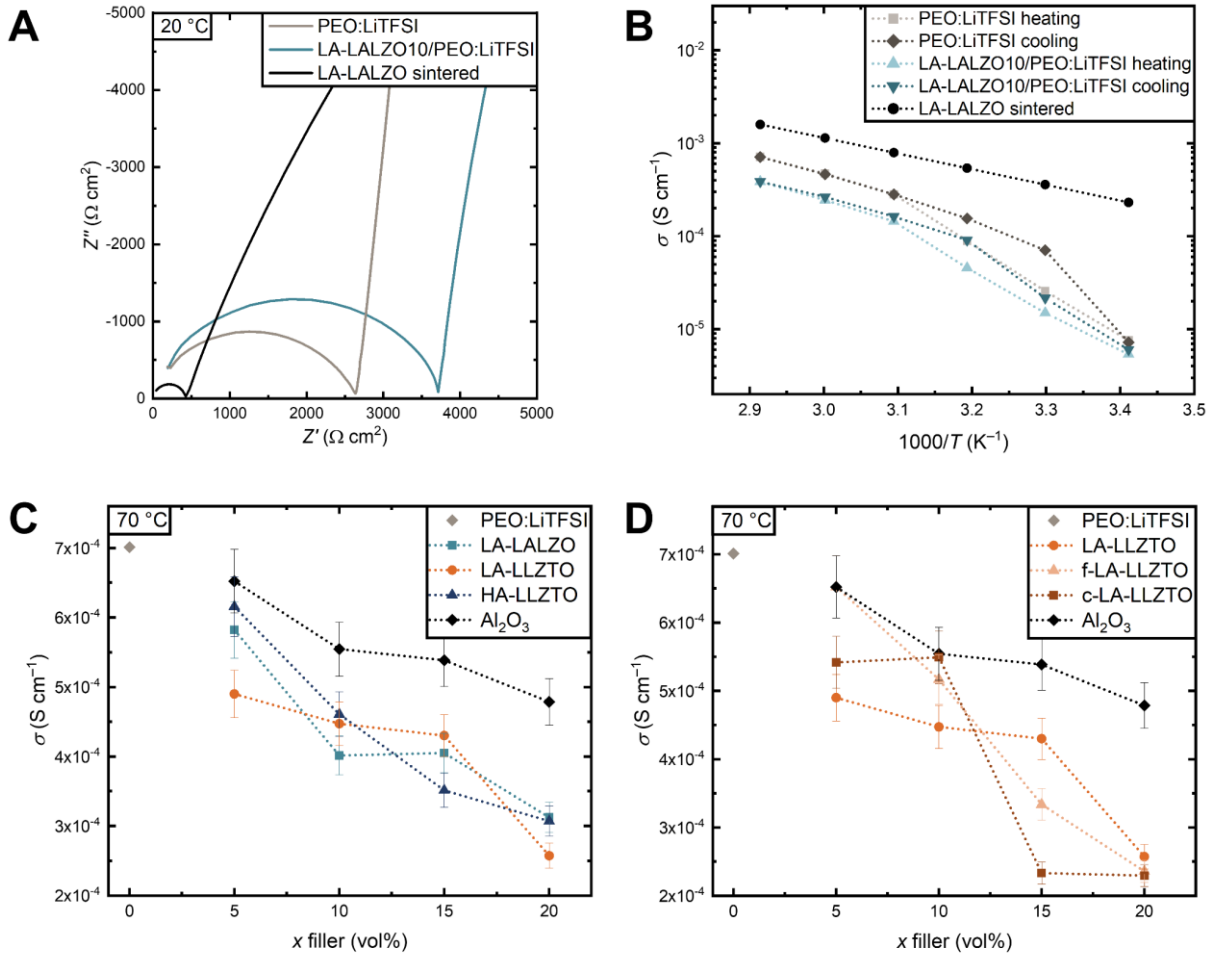 A
20 °C
PEO:LiTFSI
LA-LALZO10/PEO:LiTFSI
LA-LALZO sintered
-5000
-4000
-3000
-2000
-1000
0
Z″ (Ω cm²)
0 1000 2000 3000 4000 5000
Z′ (Ω cm²)
B
PEO:LiTFSI heating
PEO:LiTFSI cooling
LA-LALZO10/PEO:LiTFSI heating
LA-LALZO10/PEO:LiTFSI cooling
LA-LALZO sintered
10⁻²
10⁻³
10⁻⁴
10⁻⁵
σ (S cm⁻¹)
2.9 3.0 3.1 3.2 3.3 3.4 3.5
1000/T (K⁻¹)
C
70 °C
PEO:LiTFSI
LA-LALZO
LA-LLZTO
HA-LLZTO
Al₂O₃
7x10⁻⁴
6x10⁻⁴
5x10⁻⁴
4x10⁻⁴
3x10⁻⁴
2x10⁻⁴
σ (S cm⁻¹)
0 5 10 15 20
x filler (vol%)
D
70 °C
PEO:LiTFSI
LA-LLZTO
f-LA-LLZTO
c-LA-LLZTO
Al₂O₃
7x10⁻⁴
6x10⁻⁴
5x10⁻⁴
4x10⁻⁴
3x10⁻⁴
2x10⁻⁴
σ (S cm⁻¹)
0 5 10 15 20
x filler (vol%)